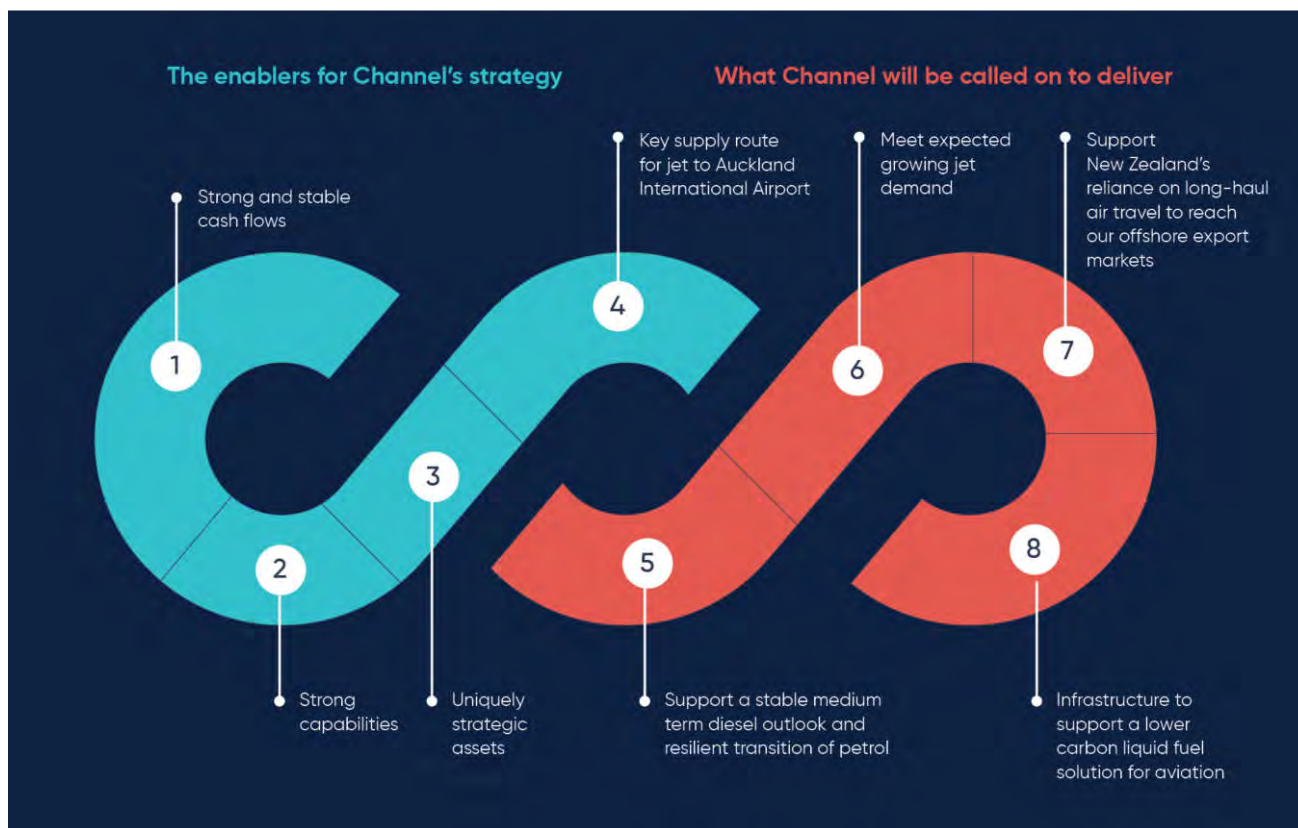 The enablers for Channel's strategy
What Channel will be called on to deliver
1
Strong and stable
cash flows
2
Strong
capabilities
3
Uniquely
strategic
assets
4
Key supply route
for jet to Auckland
International Airport
5
Support a stable medium
term diesel outlook and
resilient transition of petrol
6
Meet expected
growing jet
demand
7
Support
New Zealand's
reliance on long-haul
air travel to reach
our offshore export
markets
8
Infrastructure to
support a lower
carbon liquid fuel
solution for aviation